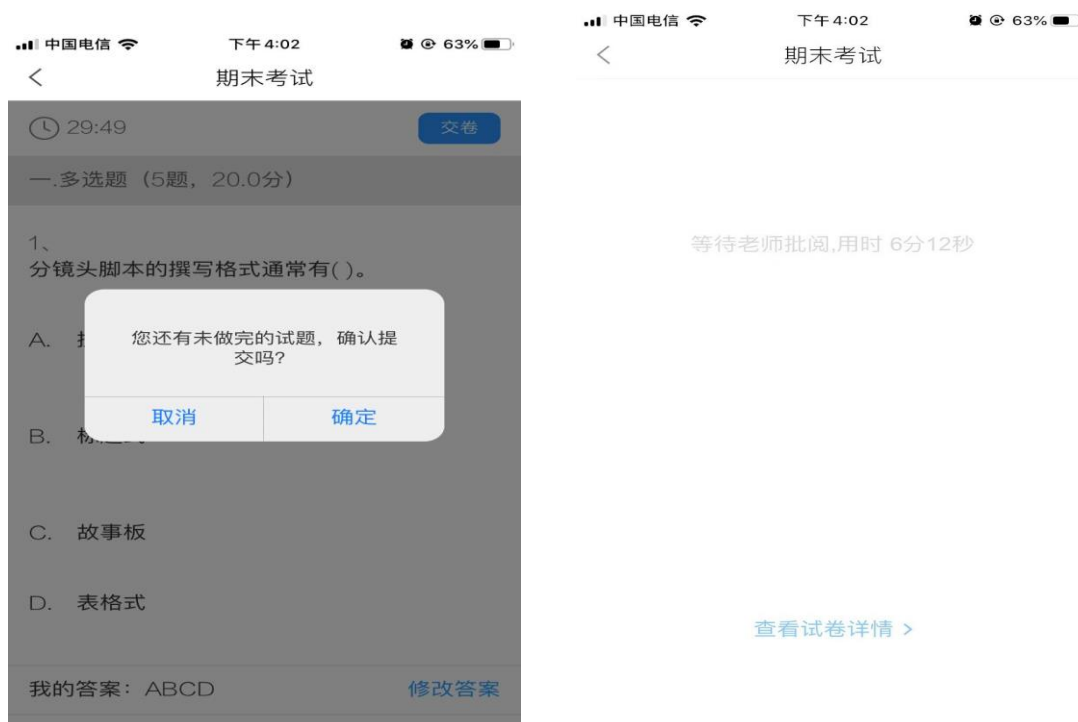 中国电信 下午4:02 63%
期末考试
29:49 交卷
一.多选题（5题，20.0分）
1、
分镜头脚本的撰写格式通常有( )。
A.
您还有未做完的试题，确认提
交吗?
取消 确定
B.
C. 故事板
D. 表格式
我的答案：ABCD 修改答案
中国电信 下午4:02 63%
期末考试
等待老师批阅,用时 6分12秒
查看试卷详情 >